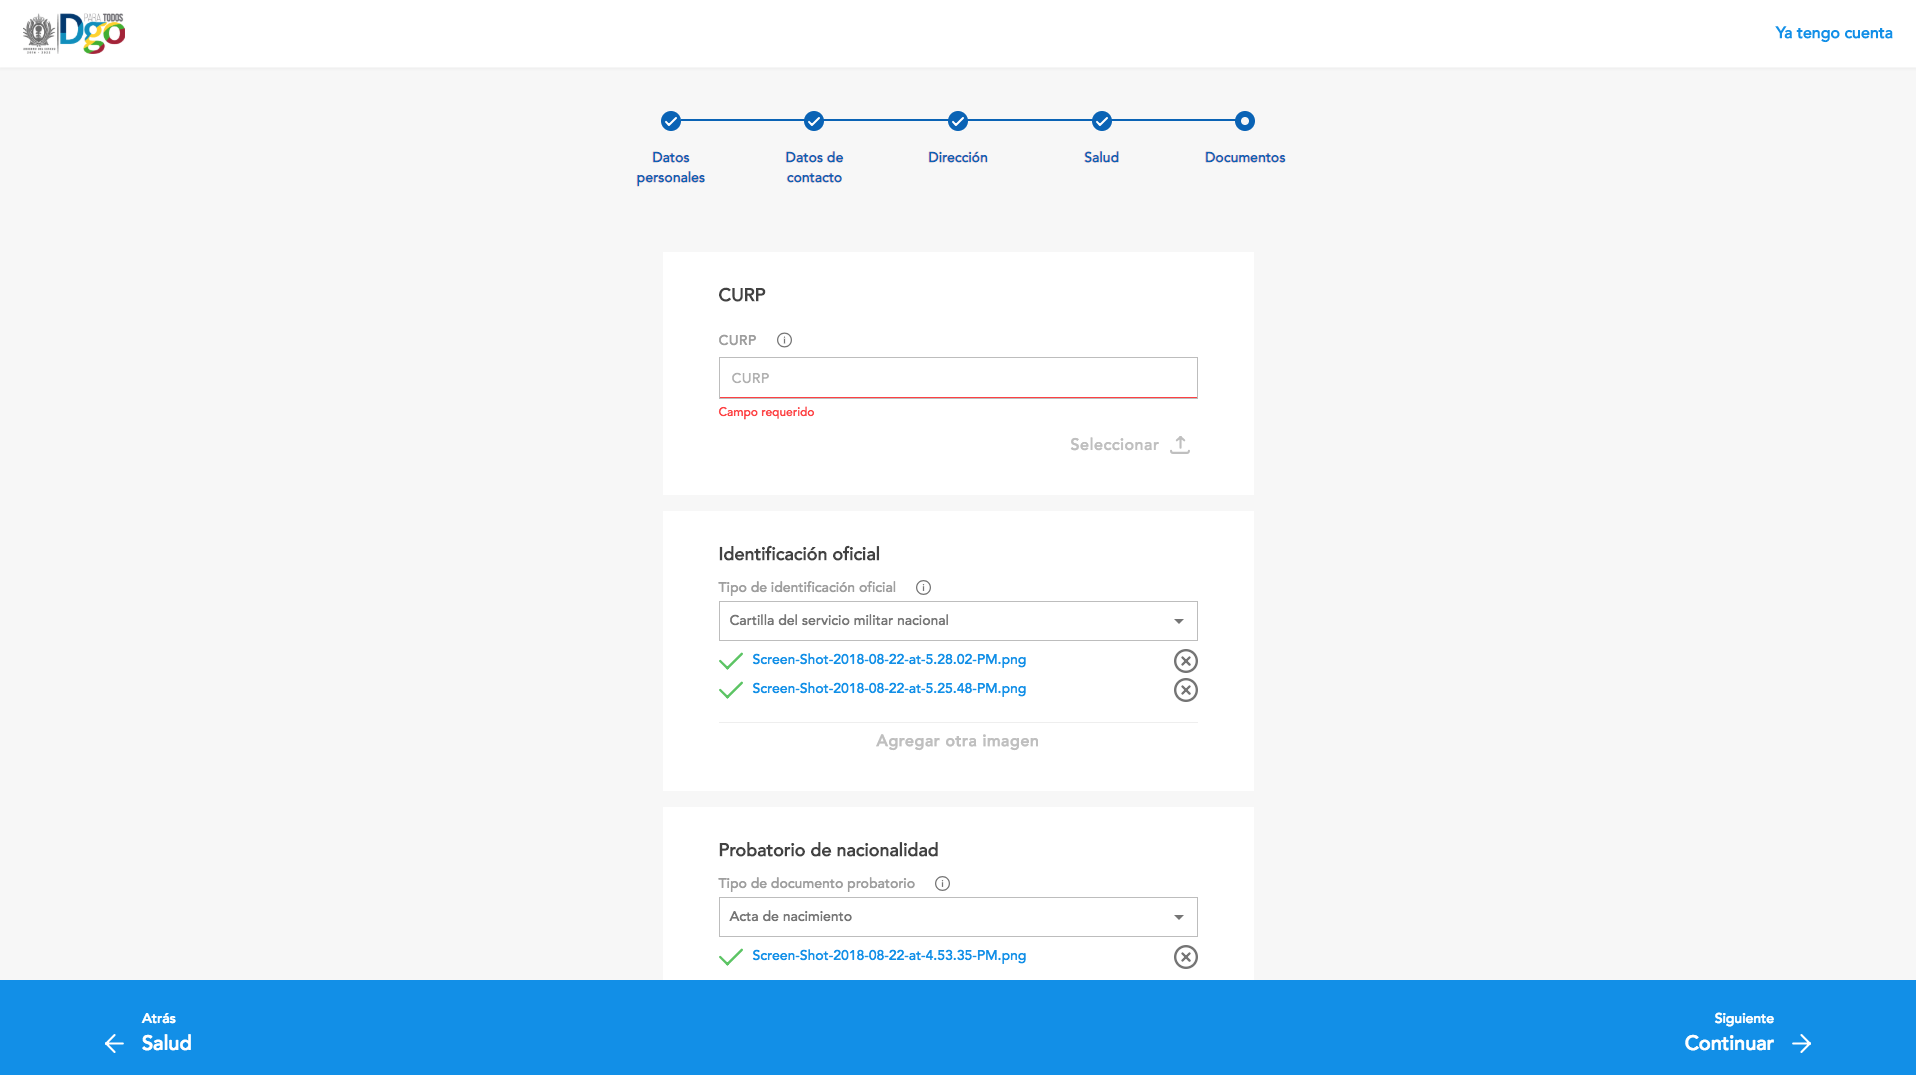 PARA TODOS
Dgo
Ya tengo cuenta
Datos personales
Datos de contacto
Dirección
Salud
Documentos
CURP
CURP
CURP
Campo requerido
Seleccionar
Identificación oficial
Tipo de identificación oficial
Cartilla del servicio militar nacional
Screen-Shot-2018-08-22-at-5.28.02-PM.png
Screen-Shot-2018-08-22-at-5.25.48-PM.png
Agregar otra imagen
Probatorio de nacionalidad
Tipo de documento probatorio
Acta de nacimiento
Screen-Shot-2018-08-22-at-4.53.35-PM.png
Atrás
Salud
Siguiente
Continuar